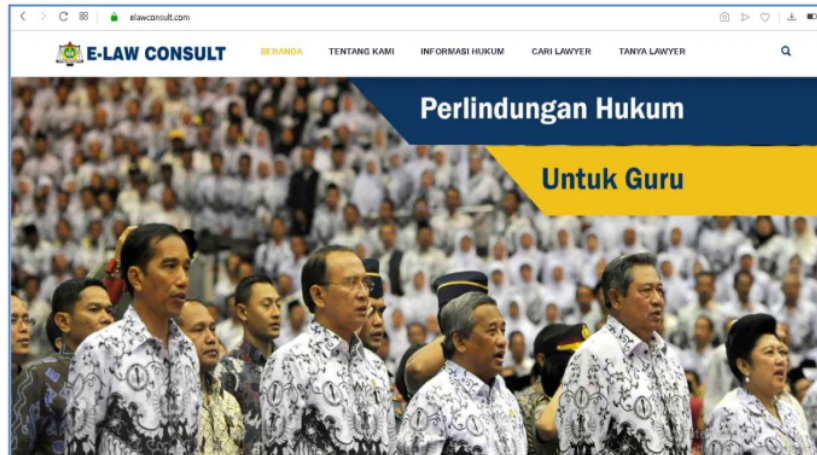 elawconsult.com
E-LAW CONSULT
BERANDA
TENTANG KAMI
INFORMASI HUKUM
CARI LAWYER
TANYA LAWYER
Perlindungan Hukum
Untuk Guru